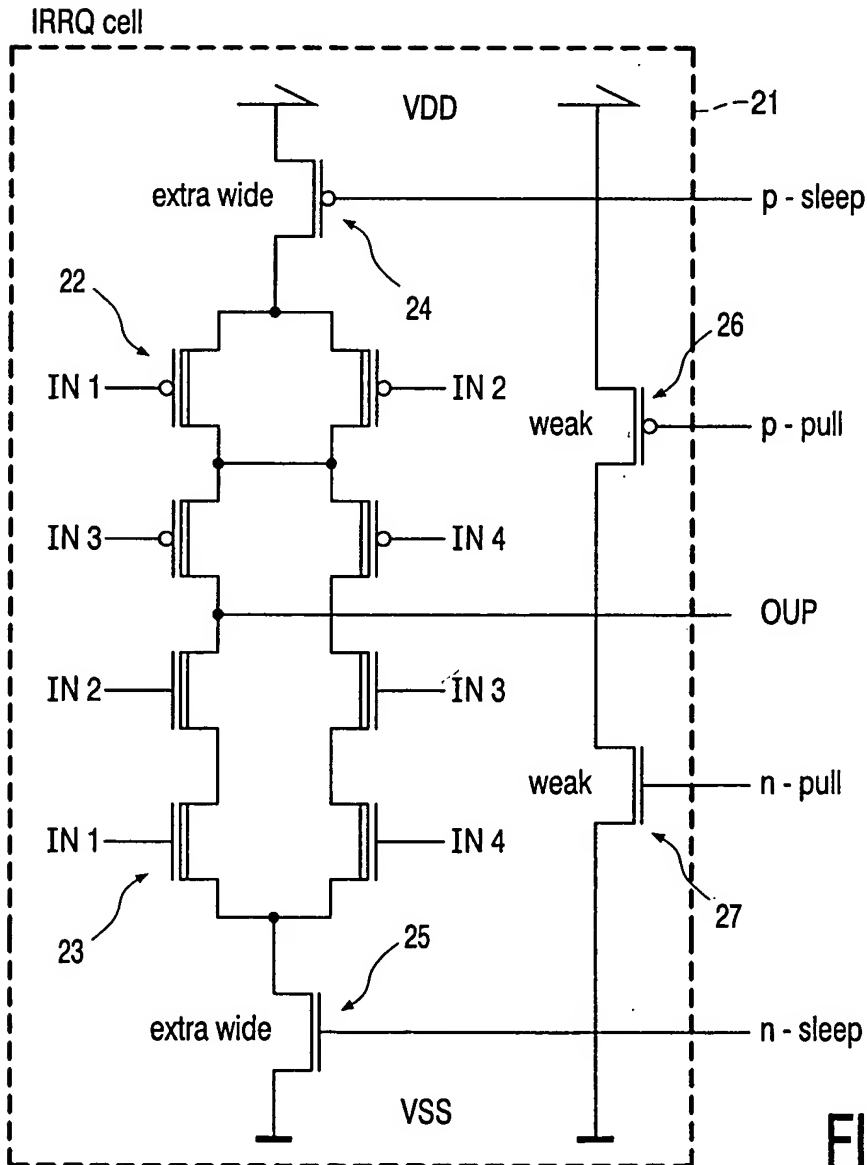 IRRQ cell
VDD
21
extra wide
p - sleep
22
24
26
IN 1
IN 2
weak
p - pull
IN 3
IN 4
OUP
IN 2
IN 3
weak
n - pull
IN 1
IN 4
23
25
27
extra wide
n - sleep
VSS